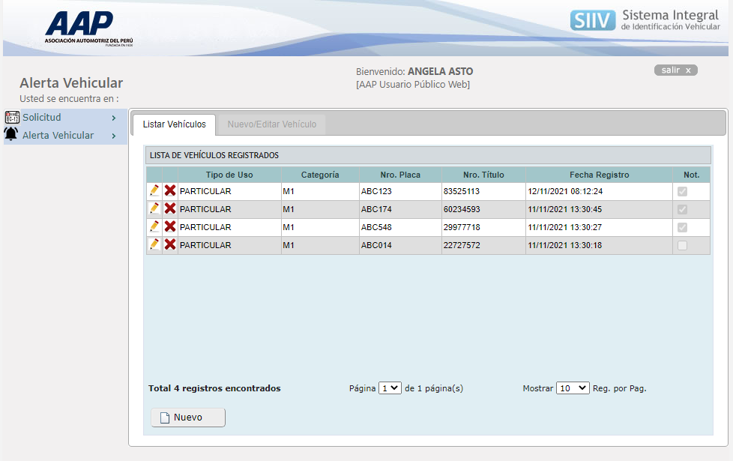 AAP
ASOCIACIÓN AUTOMOTRIZ DEL PERÚ
SIIV Sistema Integral
de Identificación Vehicular
Alerta Vehicular
Usted se encuentra en :
Bienvenido: ANGELA ASTO
[AAP Usuario Público Web]
salir x
Solicitud
Alerta Vehicular
Listar Vehículos Nuevo/Editar Vehículo
LISTA DE VEHÍCULOS REGISTRADOS
Tipo de Uso Categoría Nro. Placa Nro. Título Fecha Registro Not.
PARTICULAR M1 ABC123 83525113 12/11/2021 08:12:24
PARTICULAR M1 ABC174 60234593 11/11/2021 13:30:45
PARTICULAR M1 ABC548 29977718 11/11/2021 13:30:27
PARTICULAR M1 ABC014 22727572 11/11/2021 13:30:18
Total 4 registros encontrados Página 1 de 1 página(s) Mostrar 10 Reg. por Pag.
Nuevo